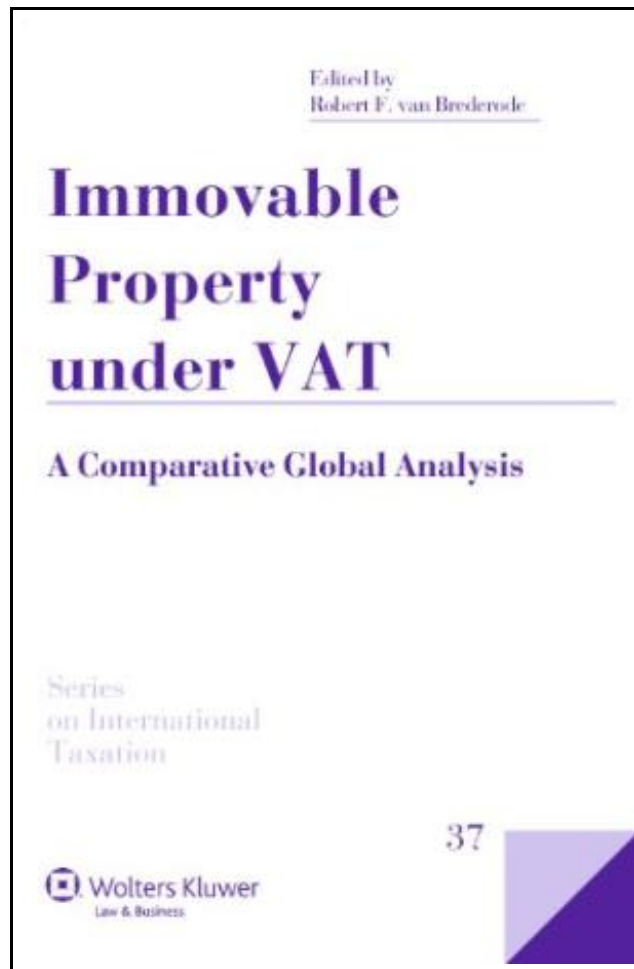 Edited by
Robert F. van Brederode
Immovable
Property
under VAT
A Comparative Global Analysis
Series
on International
Taxation
37
Wolters Kluwer
Law & Business